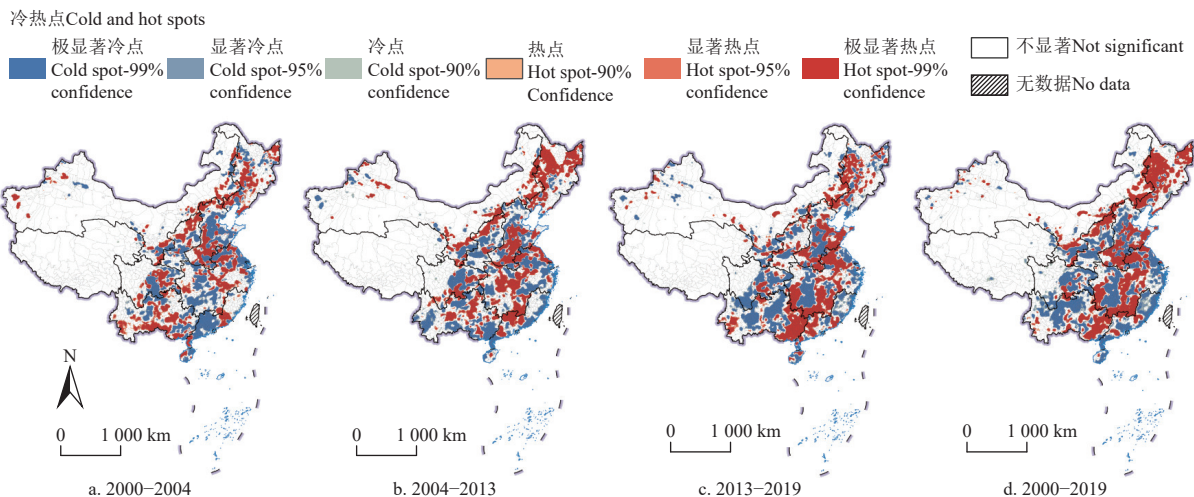 冷热点Cold and hot spots
极显著冷点
Cold spot-99%
confidence
显著冷点
Cold spot-95%
confidence
冷点
Cold spot-90%
confidence
热点
Hot spot-90%
Confidence
显著热点
Hot spot-95%
confidence
极显著热点
Hot spot-99%
confidence
不显著Not significant
无数据No data
N
0 1 000 km
0 1 000 km
0 1 000 km
0 1 000 km
a. 2000−2004
b. 2004−2013
c. 2013−2019
d. 2000−2019